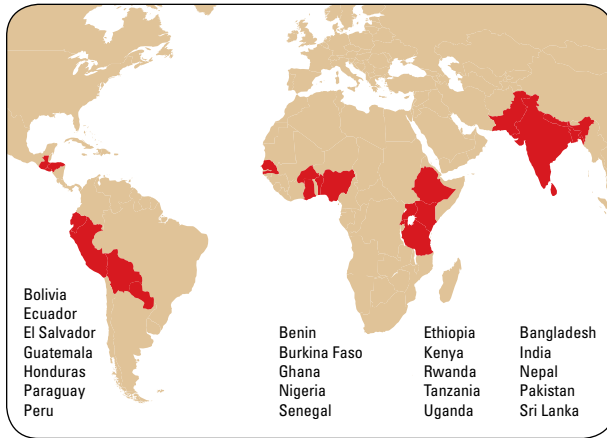 Bolivia
Ecuador
El Salvador
Guatemala
Honduras
Paraguay
Peru
Benin
Burkina Faso
Ghana
Nigeria
Senegal
Ethiopia
Kenya
Rwanda
Tanzania
Uganda
Bangladesh
India
Nepal
Pakistan
Sri Lanka